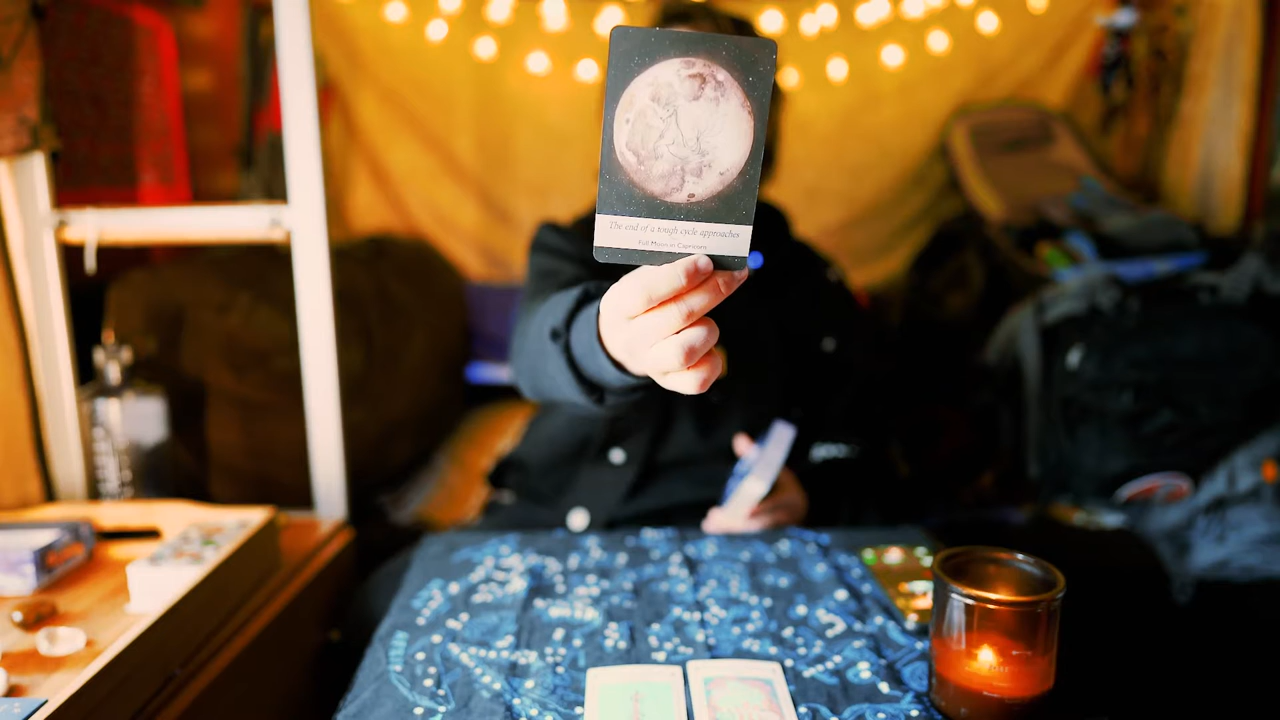 The end of a tough cycle approaches
Full Moon in Capricorn